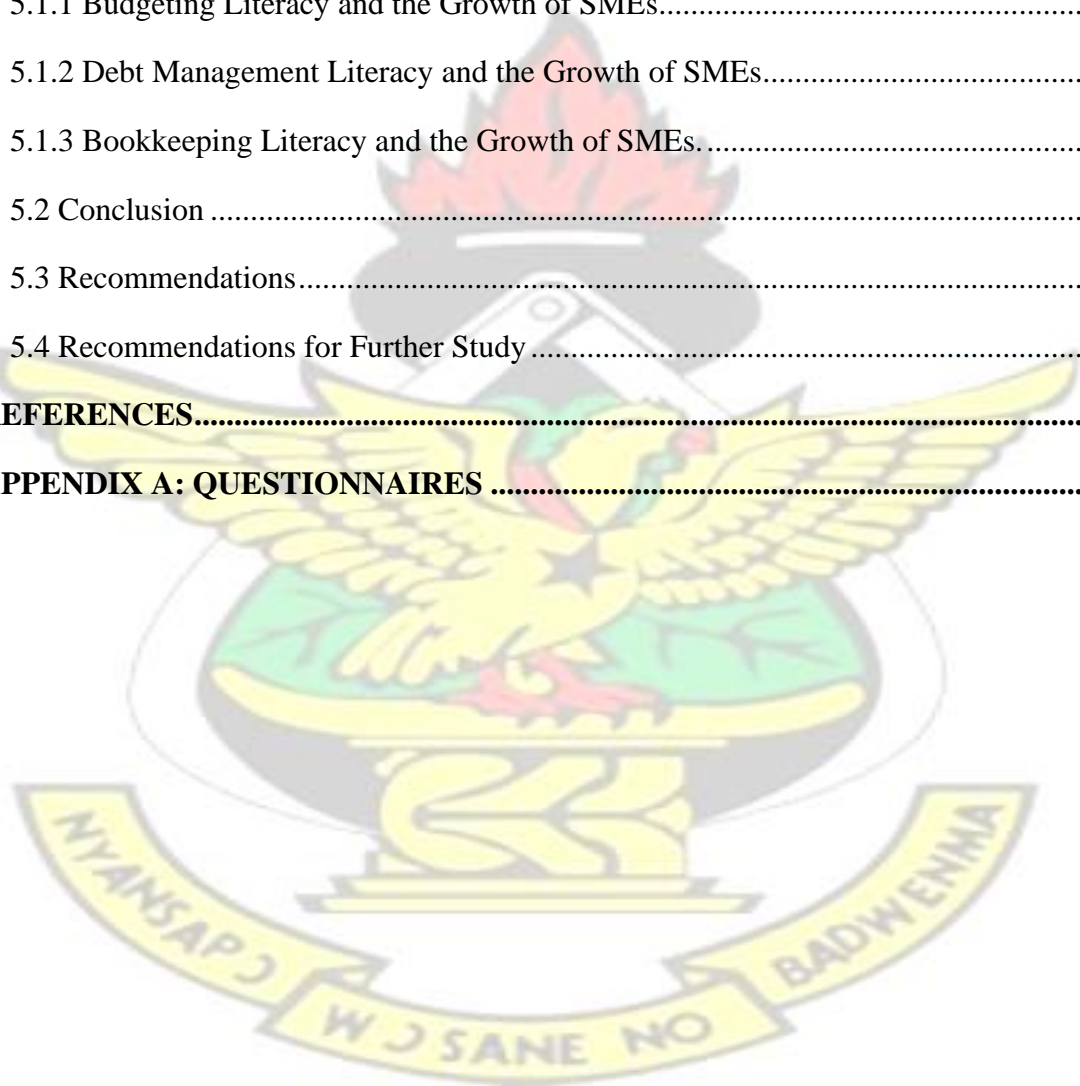 5.1.1 Budgeting Literacy and the Growth of SMEs....................................................
5.1.2 Debt Management Literacy and the Growth of SMEs.......................................
5.1.3 Bookkeeping Literacy and the Growth of SMEs...............................................
5.2 Conclusion ............................................................................................................
5.3 Recommendations.................................................................................................
5.4 Recommendations for Further Study ...................................................................
EFERENCES..............................................................................................................
PPENDIX A: QUESTIONNAIRES .........................................................................
NYANSAPƆ
WƆSANE NO
BADWENMA